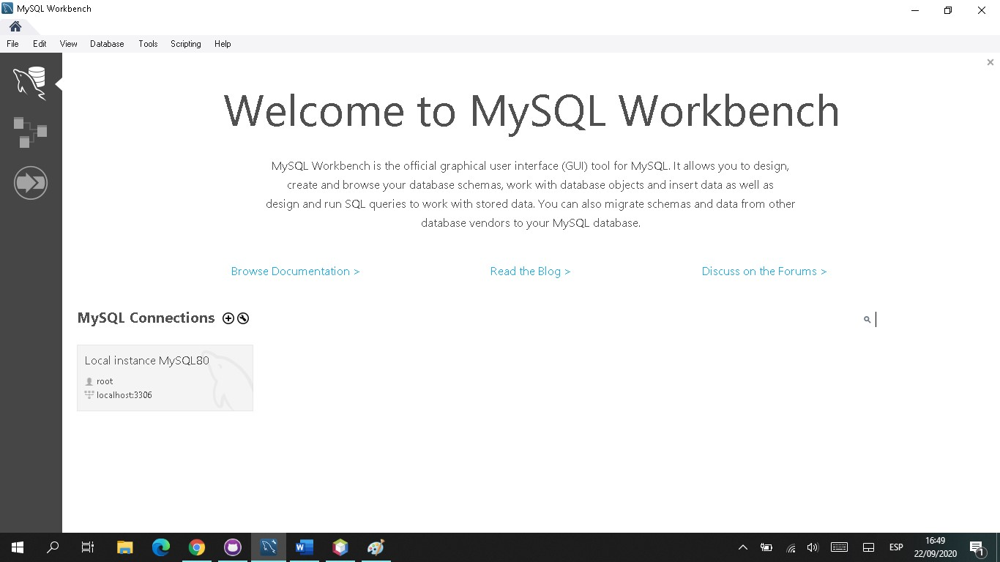 MySQL Workbench
File Edit View Database Tools Scripting Help
Welcome to MySQL Workbench
MySQL Workbench is the official graphical user interface (GUI) tool for MySQL. It allows you to design,
create and browse your database schemas, work with database objects and insert data as well as
design and run SQL queries to work with stored data. You can also migrate schemas and data from other
database vendors to your MySQL database.
Browse Documentation > Read the Blog > Discuss on the Forums >
MySQL Connections
Local instance MySQL80
root
localhost:3306
ESP
16:49
22/09/2020
1